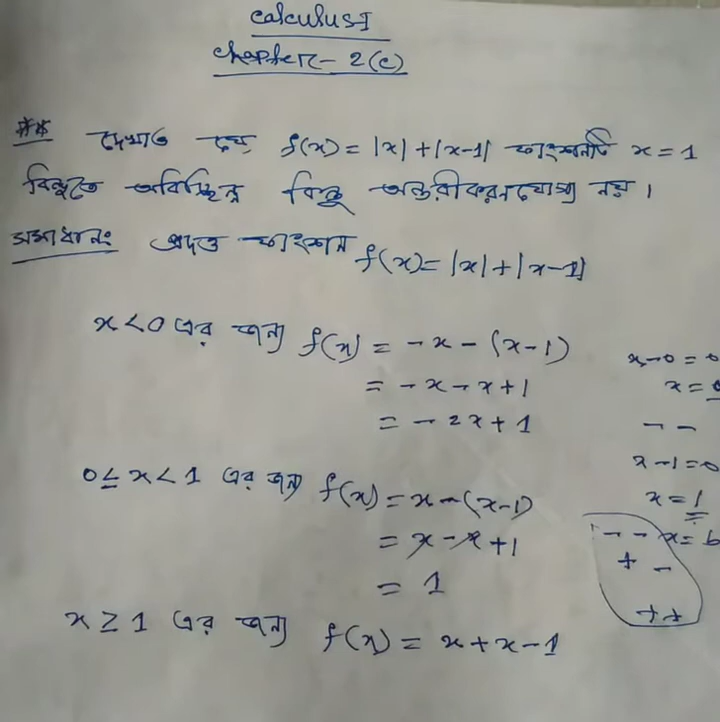 Calculus-I
Chapter - 2(c)
** দেখাও যে, f(x) = |x| + |x-1| ফাংশনটি x = 1
বিন্দুতে অবিচ্ছিন্ন কিন্তু অন্তরীকরণযোগ্য নয়।
সমাধানঃ প্রদত্ত ফাংশন f(x) = |x| + |x-1|
x < 0 এর জন্য f(x) = -x - (x-1)
= -x - x + 1
= -2x + 1
0 ≤ x < 1 এর জন্য f(x) = x - (x-1)
= x - x + 1
= 1
x ≥ 1 এর জন্য f(x) = x + x - 1
x-0 = 0
x = 0
- -
x-1 = 0
x = 1
- -
+ -
++